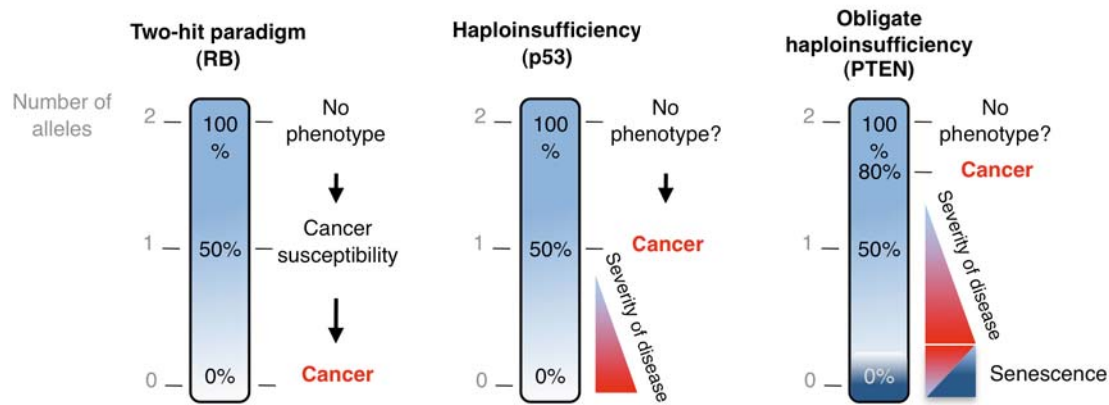 Two-hit paradigm
(RB)
Number of
alleles
2
100
%
No
phenotype
1
50%
Cancer
susceptibility
0
0%
Cancer
Haploinsufficiency
(p53)
2
100
%
No
phenotype?
1
50%
Cancer
Severity of disease
0
0%
Obligate
haploinsufficiency
(PTEN)
2
100
%
No
phenotype?
80%
Cancer
1
50%
Severity of disease
0
0%
Senescence